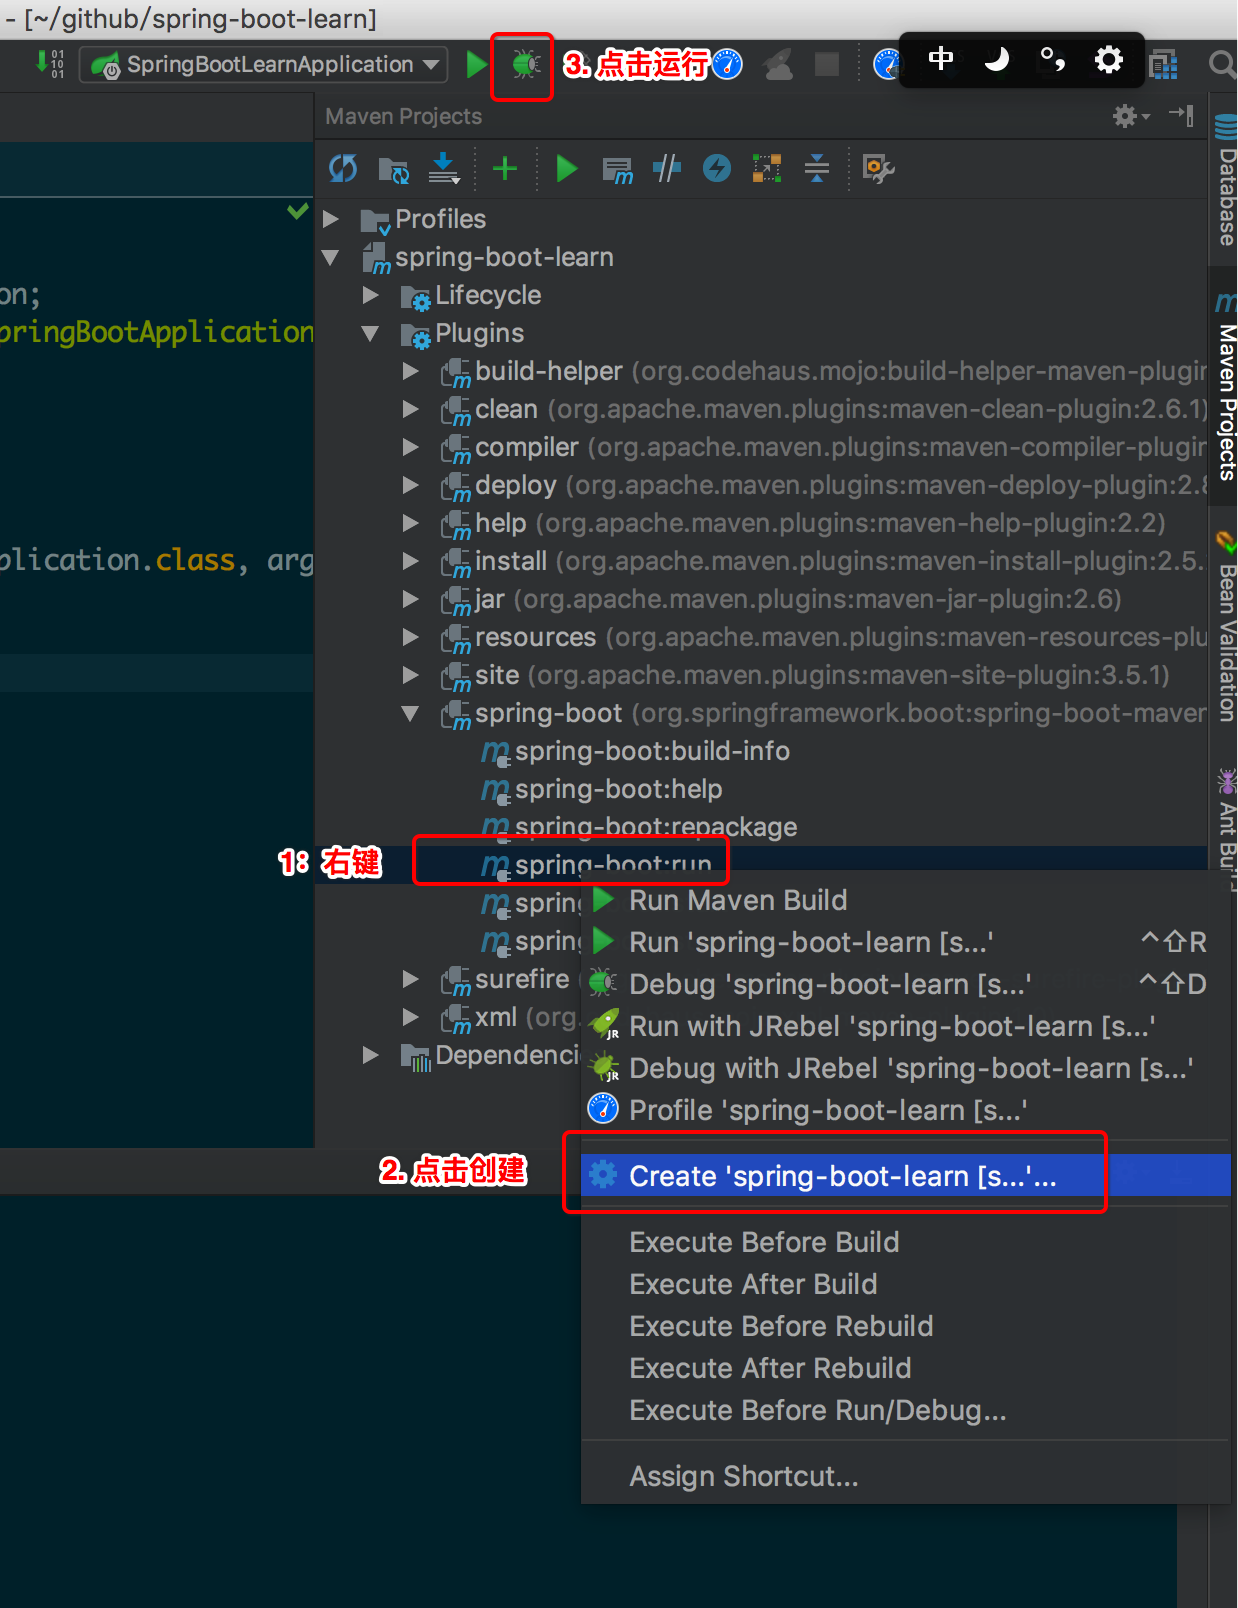 - [~/github/spring-boot-learn]
SpringBootLearnApplication
3. 点击运行
中
Maven Projects
Database
Maven Projects
Bean Validation
Profiles
spring-boot-learn
on;
Lifecycle
pringBootApplication
Plugins
build-helper (org.codehaus.mojo:build-helper-maven-plugin
clean (org.apache.maven.plugins:maven-clean-plugin:2.6.1)
compiler (org.apache.maven.plugins:maven-compiler-plugin
deploy (org.apache.maven.plugins:maven-deploy-plugin:2.8
help (org.apache.maven.plugins:maven-help-plugin:2.2)
plication.class, arg
install (org.apache.maven.plugins:maven-install-plugin:2.5.
jar (org.apache.maven.plugins:maven-jar-plugin:2.6)
resources (org.apache.maven.plugins:maven-resources-plu
site (org.apache.maven.plugins:maven-site-plugin:3.5.1)
spring-boot (org.springframework.boot:spring-boot-maven
spring-boot:build-info
spring-boot:help
spring-boot:repackage
1: 右键
spring-boot:run
Ant Build
spring
spring
surefire (
xml (org.
Dependenci
Run Maven Build
Run 'spring-boot-learn [s...' ^⇧R
Debug 'spring-boot-learn [s...' ^⇧D
Run with JRebel 'spring-boot-learn [s...'
Debug with JRebel 'spring-boot-learn [s...'
Profile 'spring-boot-learn [s...'
2. 点击创建
Create 'spring-boot-learn [s...'...
Execute Before Build
Execute After Build
Execute Before Rebuild
Execute After Rebuild
Execute Before Run/Debug...
Assign Shortcut...